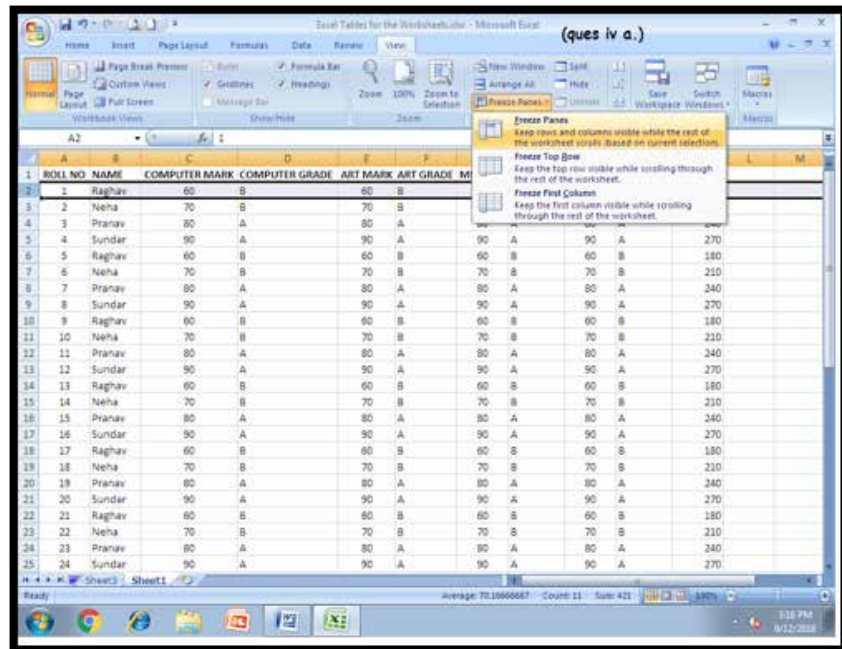 Excel Tables for the Worksheets.xlsx - Microsoft Excel
(ques iv a.)
Home Insert Page Layout Formulas Data Review View
Page Break Preview Ruler Formula Bar New Window Split
Normal Page Layout Custom Views Gridlines Headings Zoom 100% Zoom to Selection Arrange All Hide Save Workspace Switch Windows Macros
Full Screen Message Bar Freeze Panes Unhide
Workbook Views Show/Hide Zoom Macros
Freeze Panes
Keep rows and columns visible while the rest of
the worksheet scrolls (based on current selection).
Freeze Top Row
Keep the top row visible while scrolling through
the rest of the worksheet.
Freeze First Column
Keep the first column visible while scrolling
through the rest of the worksheet.
A2 fx 1
A B C D E F L M
1 ROLL NO NAME COMPUTER MARK COMPUTER GRADE ART MARK ART GRADE
2 1 Raghav 60 B 60 B
3 2 Neha 70 B 70 B
4 3 Pranav 80 A 80 A 80 A 80 A 240
5 4 Sundar 90 A 90 A 90 A 90 A 270
6 5 Raghav 60 B 60 B 60 B 60 B 180
7 6 Neha 70 B 70 B 70 B 70 B 210
8 7 Pranav 80 A 80 A 80 A 80 A 240
9 8 Sundar 90 A 90 A 90 A 90 A 270
10 9 Raghav 60 B 60 B 60 B 60 B 180
11 10 Neha 70 B 70 B 70 B 70 B 210
12 11 Pranav 80 A 80 A 80 A 80 A 240
13 12 Sundar 90 A 90 A 90 A 90 A 270
14 13 Raghav 60 B 60 B 60 B 60 B 180
15 14 Neha 70 B 70 B 70 B 70 B 210
16 15 Pranav 80 A 80 A 80 A 80 A 240
17 16 Sundar 90 A 90 A 90 A 90 A 270
18 17 Raghav 60 B 60 B 60 B 60 B 180
19 18 Neha 70 B 70 B 70 B 70 B 210
20 19 Pranav 80 A 80 A 80 A 80 A 240
21 20 Sundar 90 A 90 A 90 A 90 A 270
22 21 Raghav 60 B 60 B 60 B 60 B 180
23 22 Neha 70 B 70 B 70 B 70 B 210
24 23 Pranav 80 A 80 A 80 A 80 A 240
25 24 Sundar 90 A 90 A 90 A 90 A 270
Sheet3 Sheet1
Ready Average: 70.16666667 Count: 11 Sum: 421 100%
3:16 PM